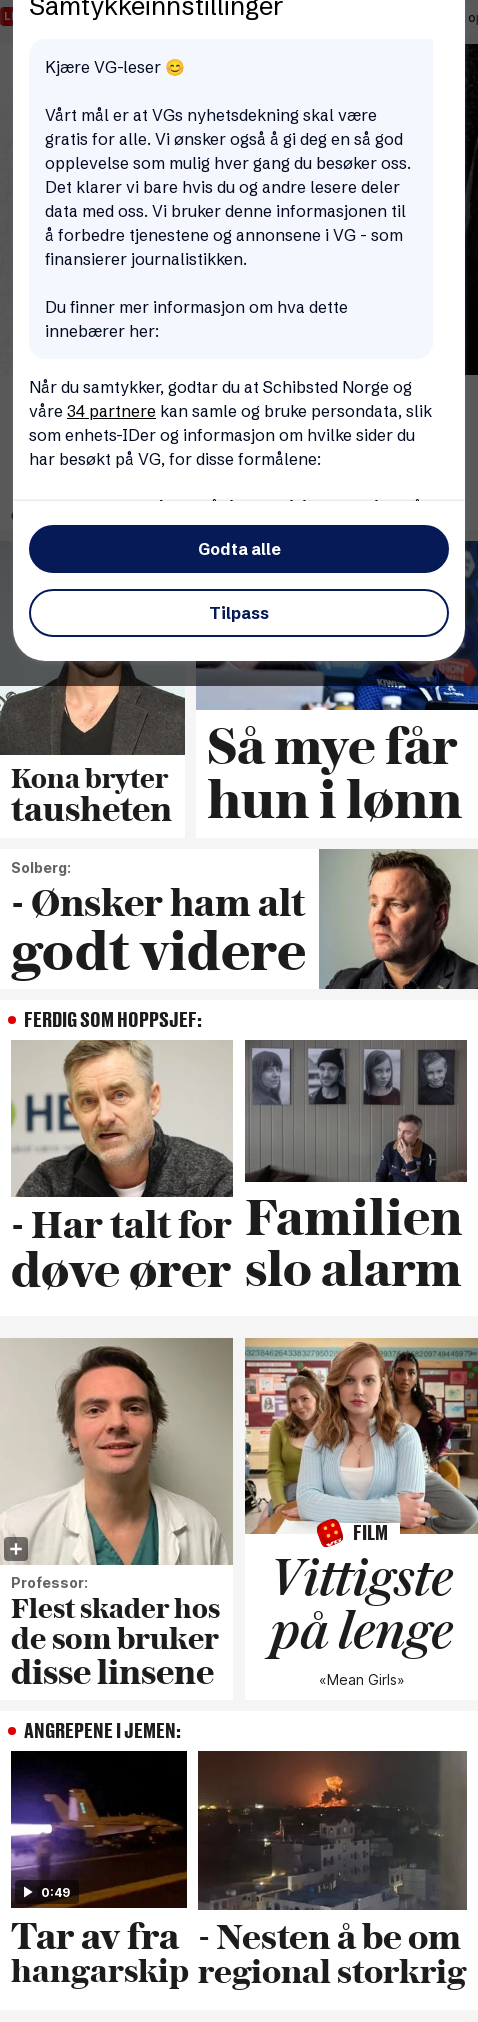 Samtykkeinnstillinger
Kjære VG-leser 😊
Vårt mål er at VGs nyhetsdekning skal være
gratis for alle. Vi ønsker også å gi deg en så god
opplevelse som mulig hver gang du besøker oss.
Det klarer vi bare hvis du og andre lesere deler
data med oss. Vi bruker denne informasjonen til
å forbedre tjenestene og annonsene i VG - som
finansierer journalistikken.
Du finner mer informasjon om hva dette
innebærer her:
Når du samtykker, godtar du at Schibsted Norge og
våre 34 partnere kan samle og bruke persondata, slik
som enhets-IDer og informasjon om hvilke sider du
har besøkt på VG, for disse formålene:
Godta alle
Tilpass
KIWI
Kona bryter
tausheten
Så mye får
hun i lønn
Solberg:
- Ønsker ham alt
godt videre
FERDIG SOM HOPPSJEF:
- Har talt for
døve ører
Familien
slo alarm
Professor:
Flest skader hos
de som bruker
disse linsene
FILM
Vittigste
på lenge
«Mean Girls»
ANGREPENE I JEMEN:
0:49
Tar av fra
hangarskip
- Nesten å be om
regional storkrig